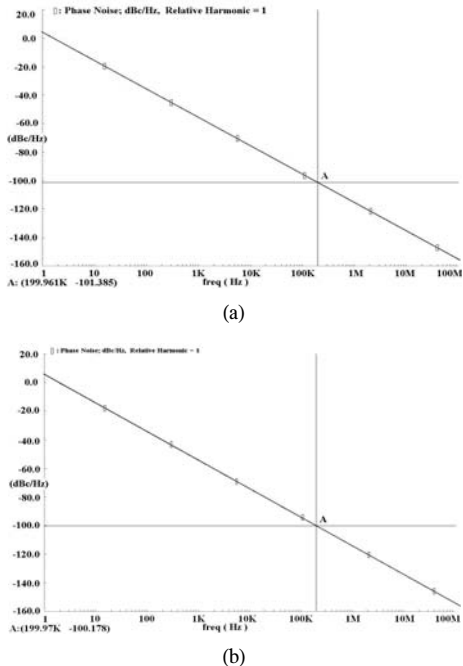 ▯: Phase Noise; dBc/Hz, Relative Harmonic = 1
20.0
0.0
-20.0
-40.0
-60.0
-80.0
(dBc/Hz)
-100.0
-120.0
-140.0
-160.0
A
1 10 100 1K 10K 100K 1M 10M 100M
A: (199.961K -101.385) freq ( Hz )
(a)
▯: Phase Noise; dBc/Hz, Relative Harmonic = 1
20.0
0.0
-20.0
-40.0
-60.0
-80.0
(dBc/Hz)
-100.0
-120.0
-140.0
-160.0
A
1 10 100 1K 10K 100K 1M 10M 100M
A: (199.97K -100.178) freq ( Hz )
(b)